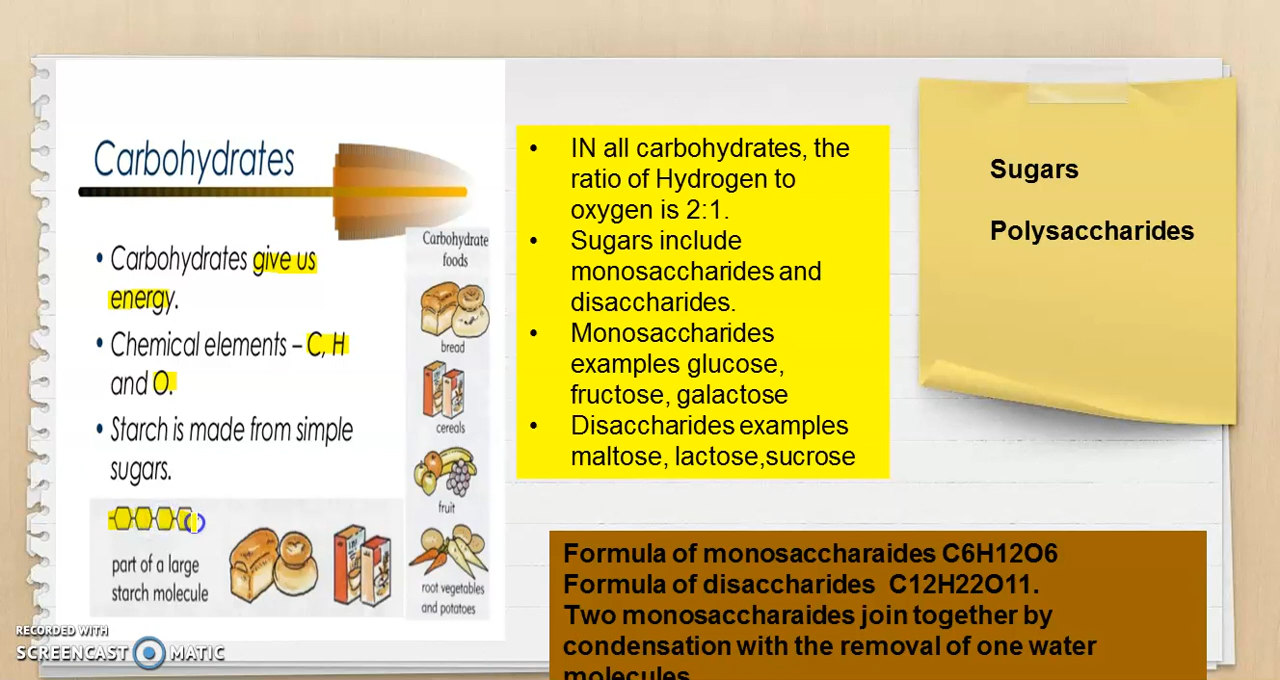 Carbohydrates
• Carbohydrates give us
energy.
• Chemical elements – C, H
and O.
• Starch is made from simple
sugars.
part of a large
starch molecule
Carbohydrate
foods
bread
cereals
fruit
root vegetables
and potatoes
• IN all carbohydrates, the
ratio of Hydrogen to
oxygen is 2:1.
• Sugars include
monosaccharides and
disaccharides.
• Monosaccharides
examples glucose,
fructose, galactose
• Disaccharides examples
maltose, lactose,sucrose
Sugars
Polysaccharides
Formula of monosaccharaides C6H12O6
Formula of disaccharides C12H22O11.
Two monosaccharaides join together by
condensation with the removal of one water
molecules
RECORDED WITH
SCREENCAST MATIC